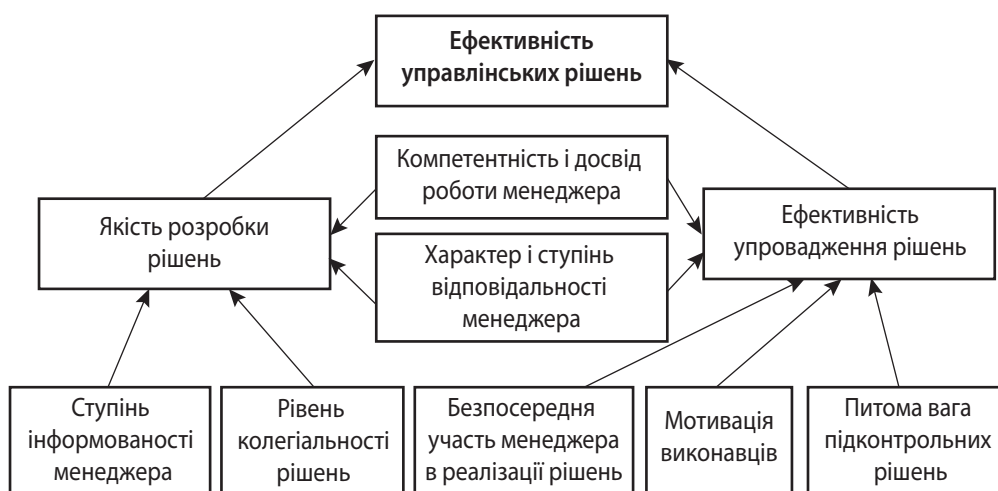 Ефективність
управлінських рішень
Компетентність і досвід
роботи менеджера
Якість розробки
рішень
Ефективність
упровадження рішень
Характер і ступінь
відповідальності
менеджера
Ступінь
інформованості
менеджера
Рівень
колегіальності
рішень
Безпосередня
участь менеджера
в реалізації рішень
Мотивація
виконавців
Питома вага
підконтрольних
рішень